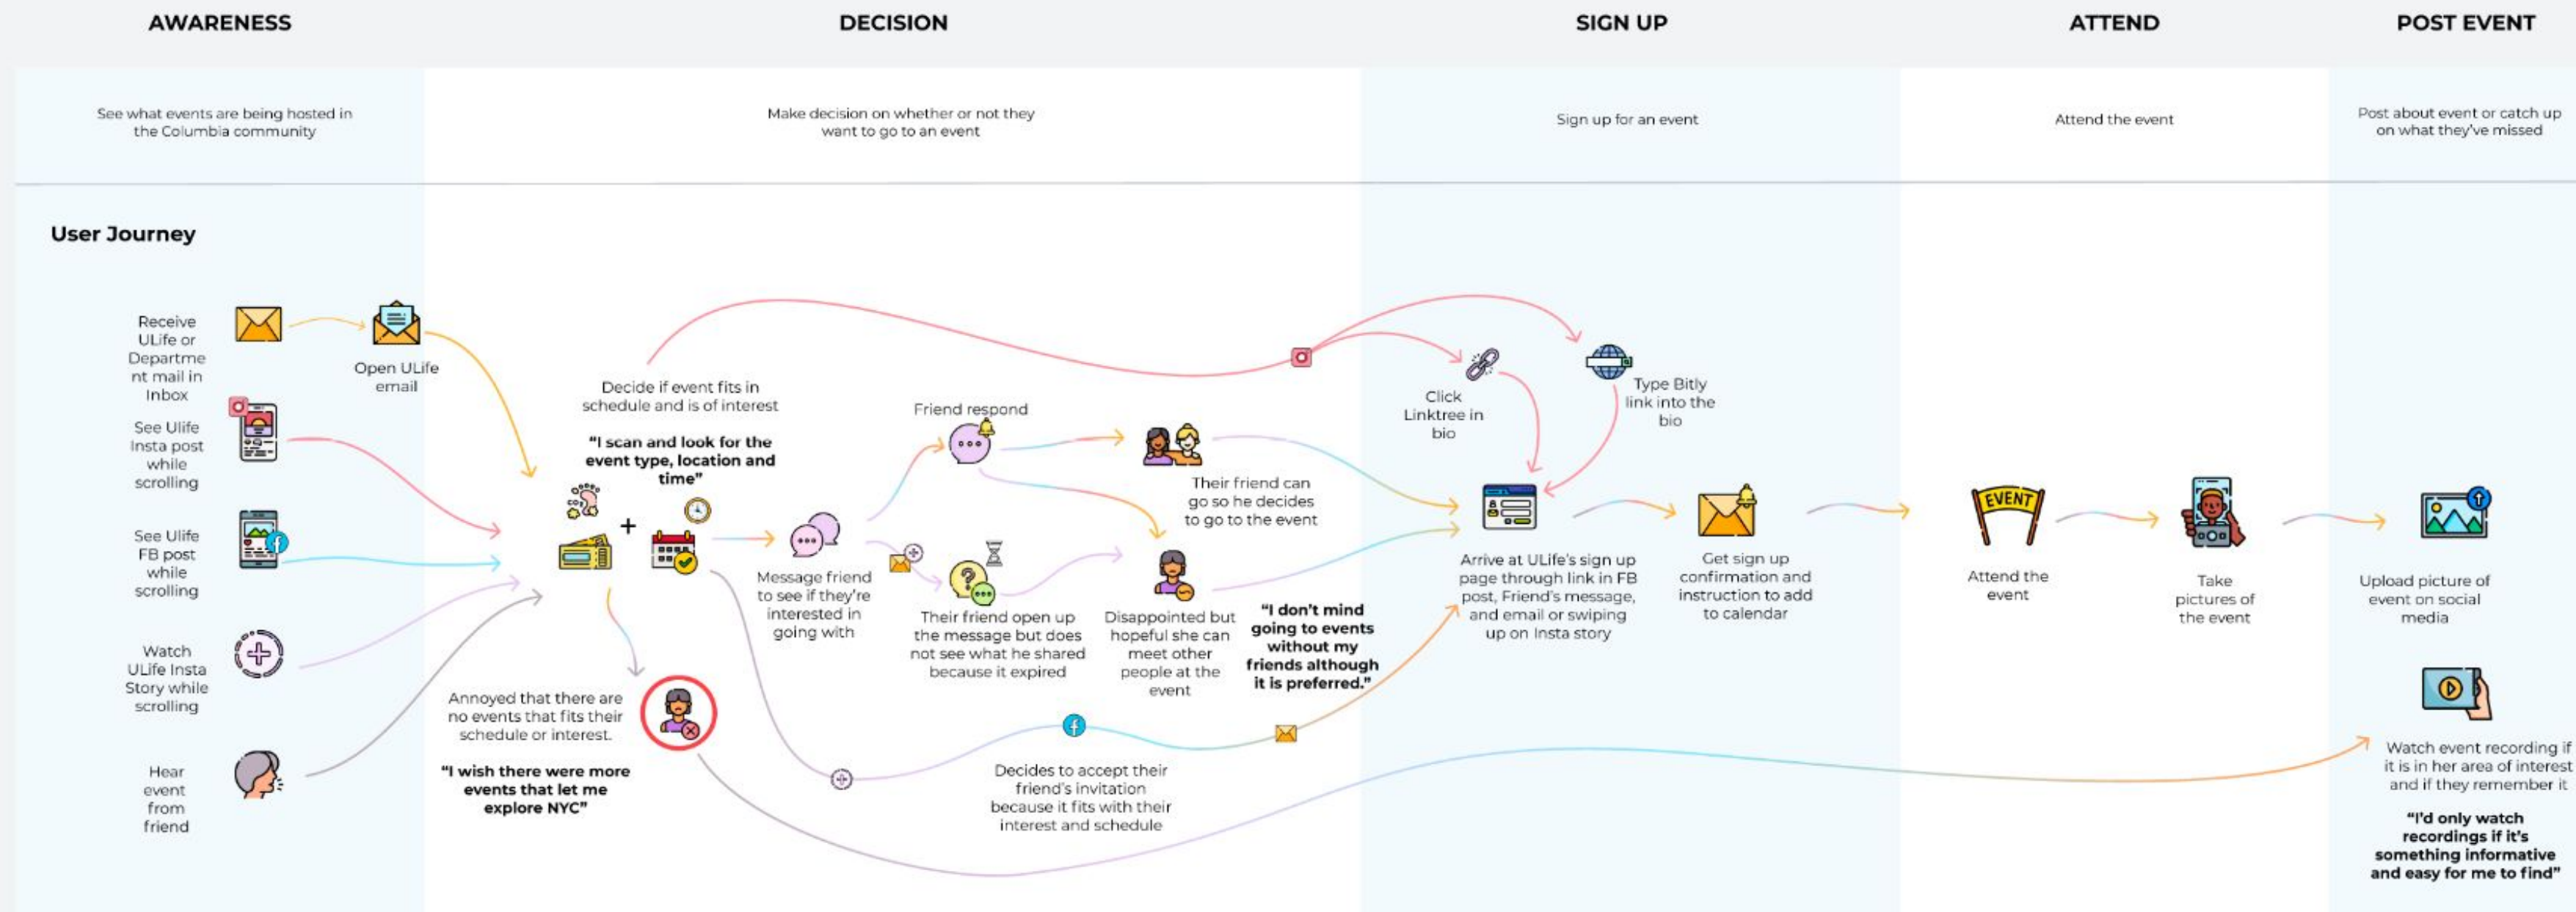 AWARENESS
DECISION
SIGN UP
ATTEND
POST EVENT
See what events are being hosted in
the Columbia community
Make decision on whether or not they
want to go to an event
Sign up for an event
Attend the event
Post about event or catch up
on what they've missed
User Journey
Receive
ULife or
Departme
nt mail in
Inbox
Open ULife
email
See Ulife
Insta post
while
scrolling
See Ulife
FB post
while
scrolling
Watch
ULife Insta
Story while
scrolling
Hear
event
from
friend
Decide if event fits in
schedule and is of interest
"I scan and look for the
event type, location and
time"
+
Annoyed that there are
no events that fits their
schedule or interest.
"I wish there were more
events that let me
explore NYC"
Message friend
to see if they're
interested in
going with
Friend respond
Their friend open up
the message but does
not see what he shared
because it expired
Their friend can
go so he decides
to go to the event
Disappointed but
hopeful she can
meet other
people at the
event
"I don't mind
going to events
without my
friends although
it is preferred."
Decides to accept their
friend's invitation
because it fits with their
interest and schedule
Click
Linktree in
bio
Type Bitly
link into the
bio
Arrive at ULife's sign up
page through link in FB
post, Friend's message,
and email or swiping
up on Insta story
Get sign up
confirmation and
instruction to add
to calendar
EVENT
Attend the
event
Take
pictures of
the event
Upload picture of
event on social
media
Watch event recording if
it is in her area of interest
and if they remember it
"I'd only watch
recordings if it's
something informative
and easy for me to find"